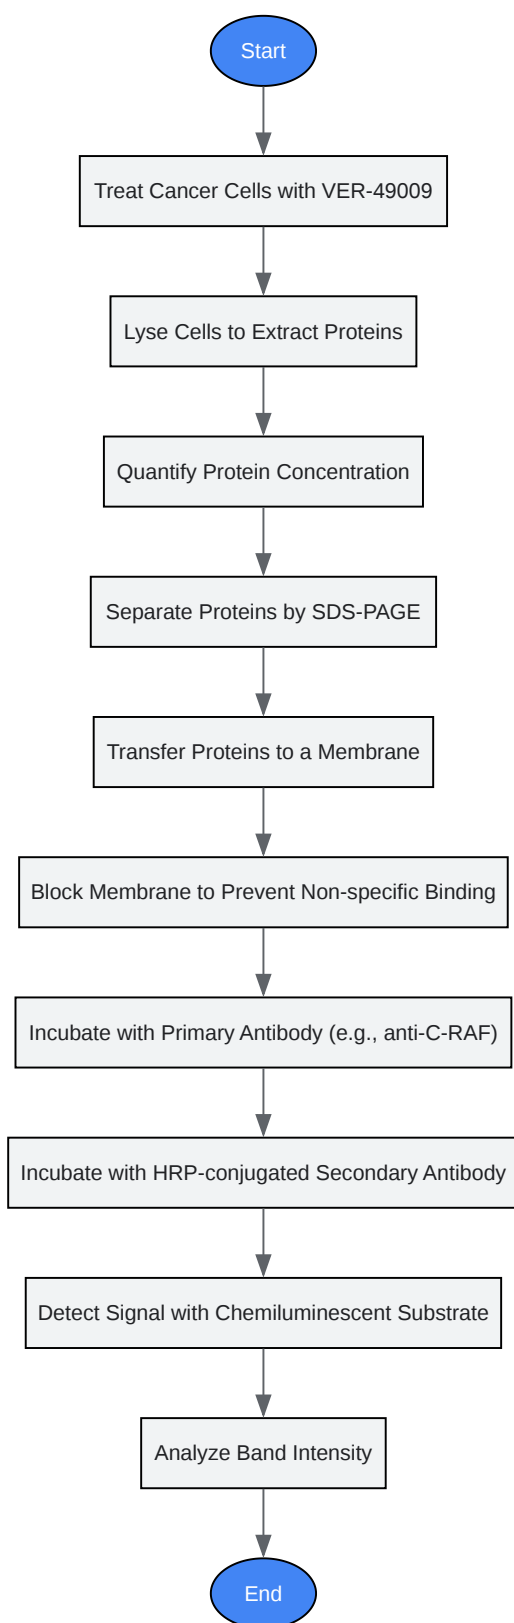 Start
Treat Cancer Cells with VER-49009
Lyse Cells to Extract Proteins
Quantify Protein Concentration
Separate Proteins by SDS-PAGE
Transfer Proteins to a Membrane
Block Membrane to Prevent Non-specific Binding
Incubate with Primary Antibody (e.g., anti-C-RAF)
Incubate with HRP-conjugated Secondary Antibody
Detect Signal with Chemiluminescent Substrate
Analyze Band Intensity
End